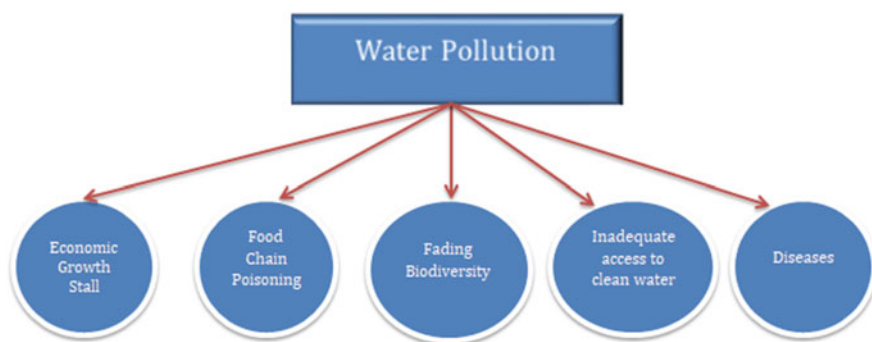 Water Pollution
Economic
Growth
Stall
Food
Chain
Poisoning
Fading
Biodiversity
Inadequate
access to
clean water
Diseases